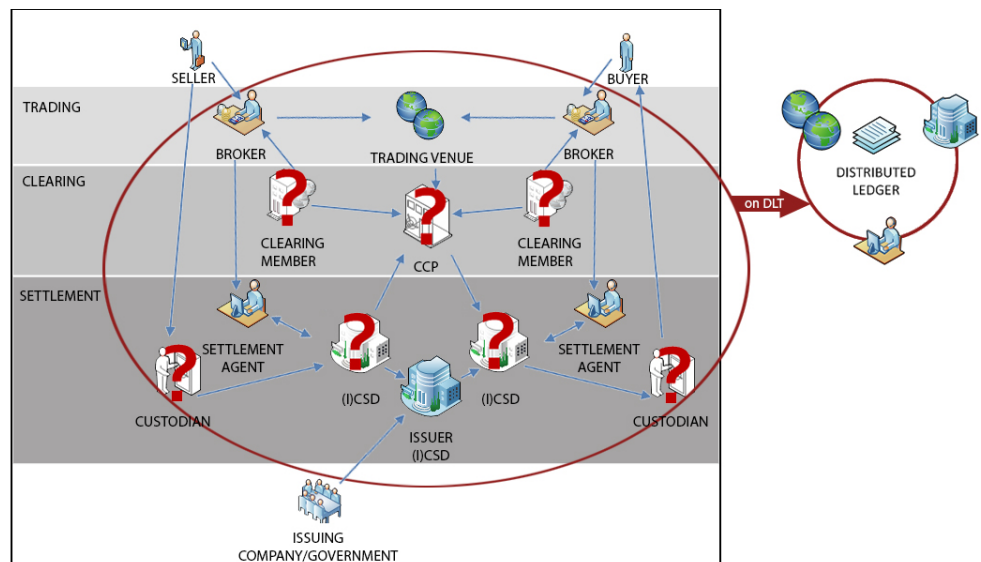 SELLER
BUYER
TRADING
BROKER
TRADING VENUE
BROKER
CLEARING
CLEARING
MEMBER
CCP
CLEARING
MEMBER
SETTLEMENT
SETTLEMENT
AGENT
SETTLEMENT
AGENT
CUSTODIAN
(I)CSD
(I)CSD
CUSTODIAN
ISSUER
(I)CSD
ISSUING
COMPANY/GOVERNMENT
on DLT
DISTRIBUTED
LEDGER
?
?
?
?
?
?
?